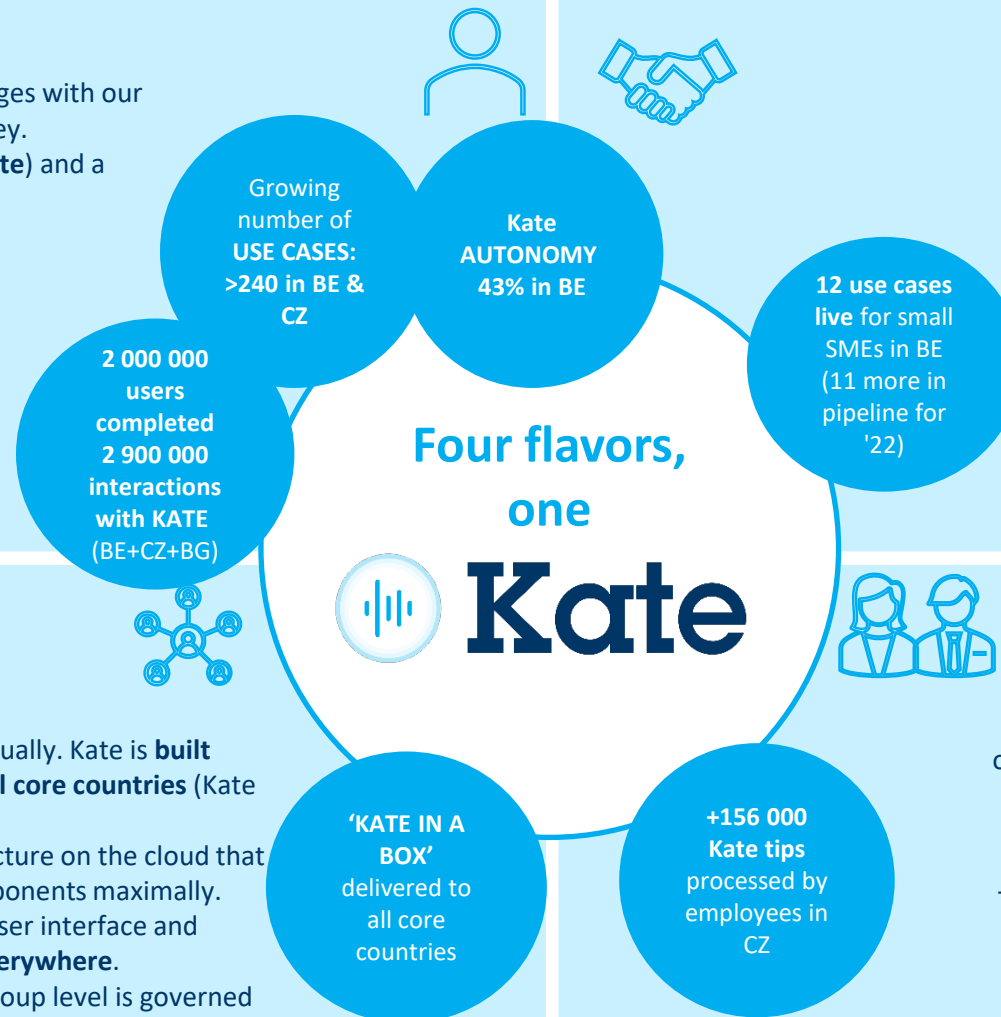 ges with our
ey.
te) and a
Growing
number of
USE CASES:
>240 in BE &
CZ
Kate
AUTONOMY
43% in BE
12 use cases
live for small
SMEs in BE
(11 more in
pipeline for
'22)
2 000 000
users
completed
2 900 000
interactions
with KATE
(BE+CZ+BG)
Four flavors,
one
Kate
ually. Kate is built
l core countries (Kate
cture on the cloud that
ponents maximally.
ser interface and
erywhere.
oup level is governed
‘KATE IN A
BOX’
delivered to
all core
countries
+156 000
Kate tips
processed by
employees in
CZ